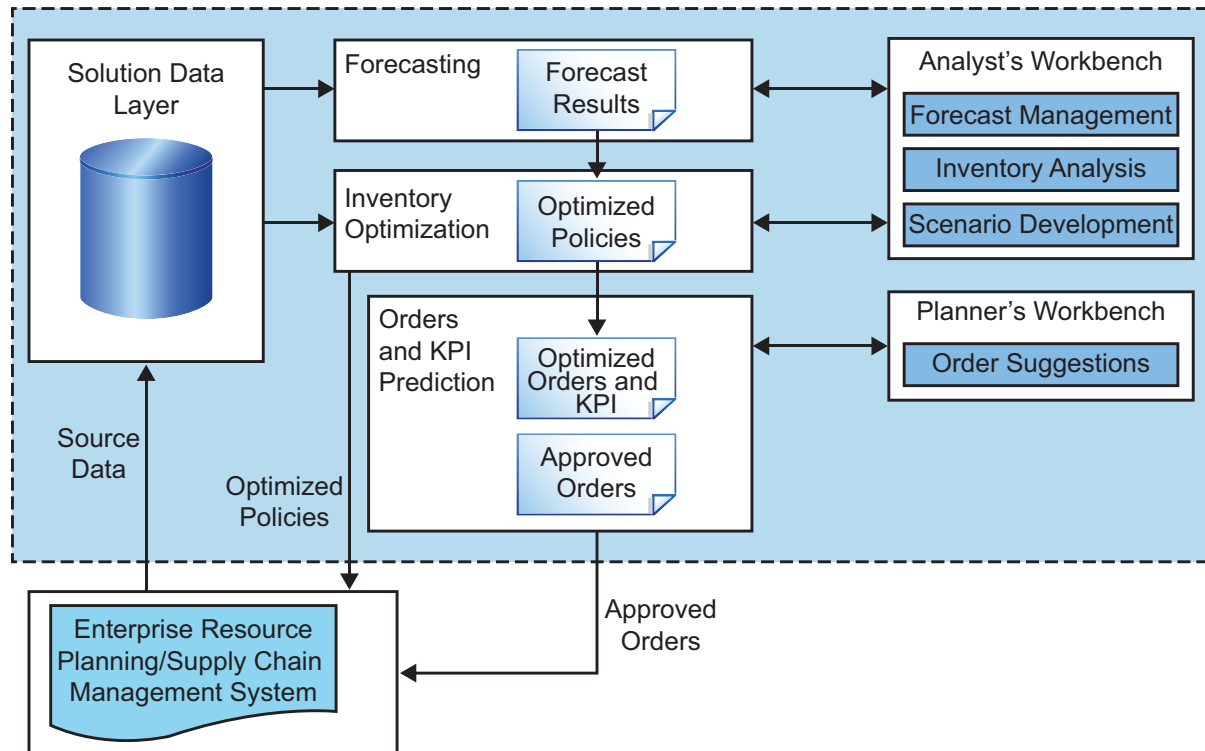 Solution Data
Layer
Forecasting
Forecast
Results
Analyst’s Workbench
Forecast Management
Inventory Analysis
Scenario Development
Inventory
Optimization
Optimized
Policies
Orders
and KPI
Prediction
Optimized
Orders and
KPI
Approved
Orders
Planner’s Workbench
Order Suggestions
Source
Data
Optimized
Policies
Approved
Orders
Enterprise Resource
Planning/Supply Chain
Management System